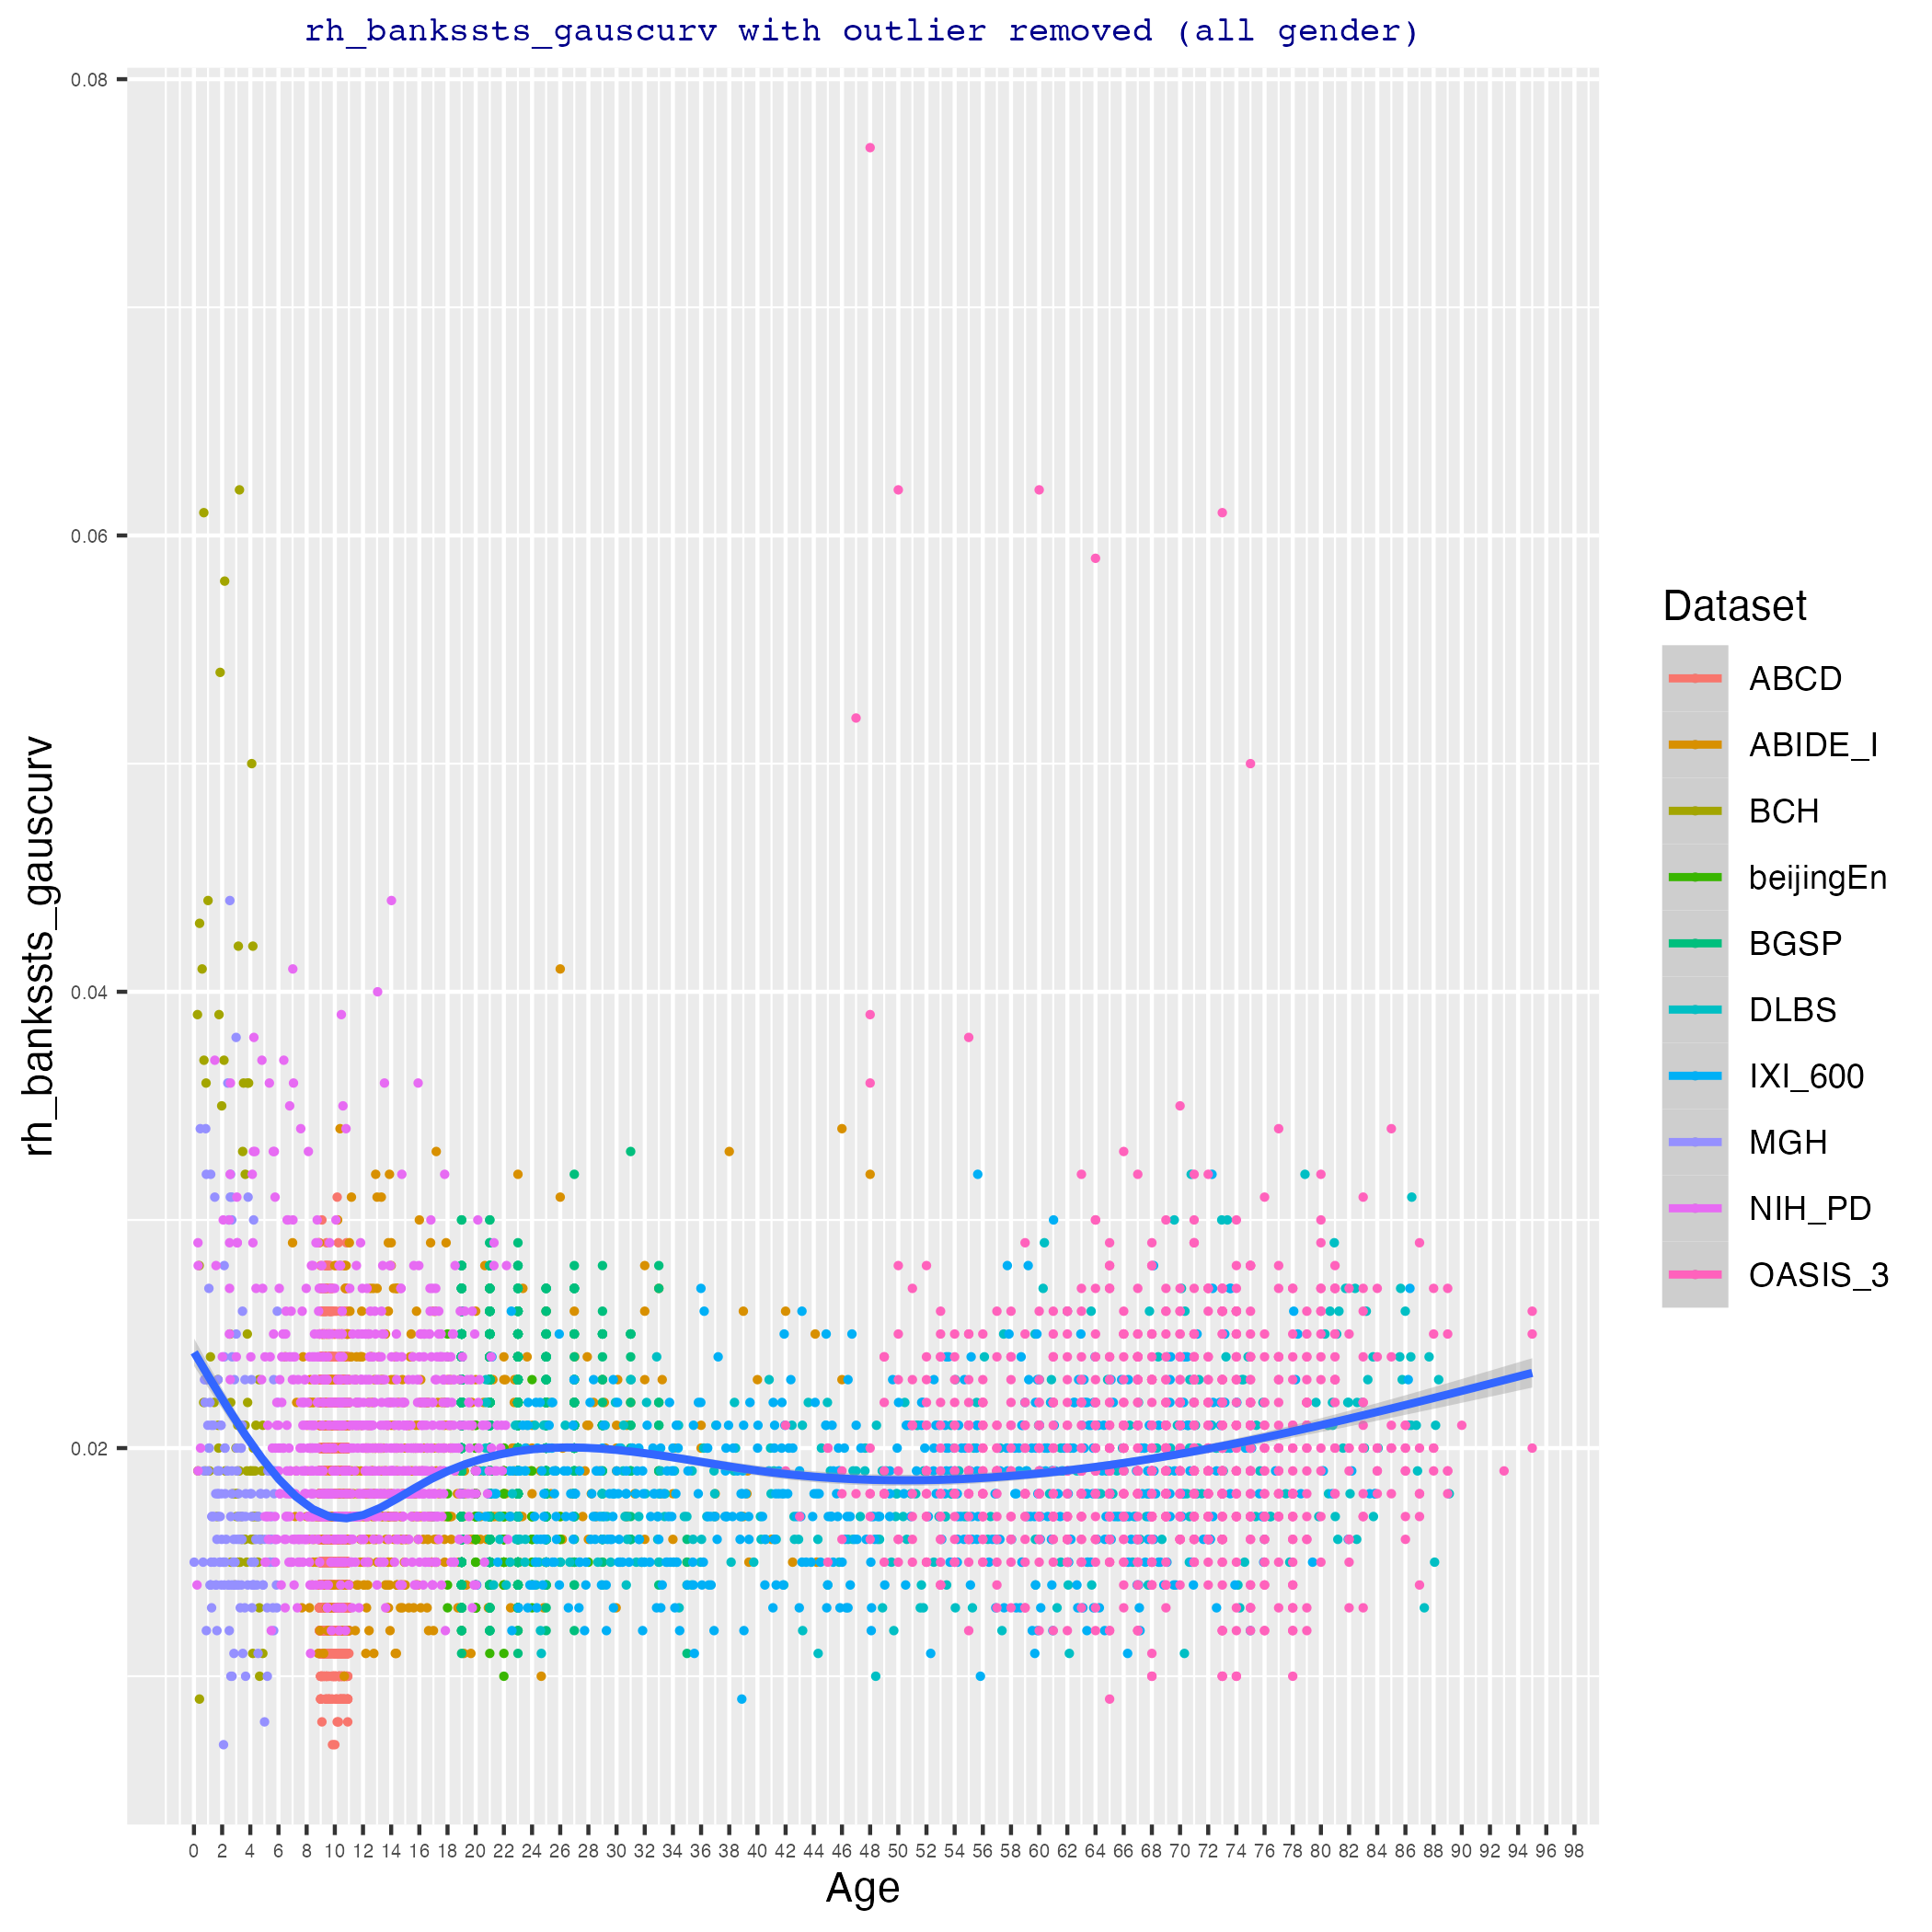 rh_bankssts_gauscurv with outlier removed (all gender)
0.08
0.06
0.04
0.02
rh_bankssts_gauscurv
0 2 4 6 8 10 12 14 16 18 20 22 24 26 28 30 32 34 36 38 40 42 44 46 48 50 52 54 56 58 60 62 64 66 68 70 72 74 76 78 80 82 84 86 88 90 92 94 96 98
Age
Dataset
ABCD
ABIDE_I
BCH
beijingEn
BGSP
DLBS
IXI_600
MGH
NIH_PD
OASIS_3